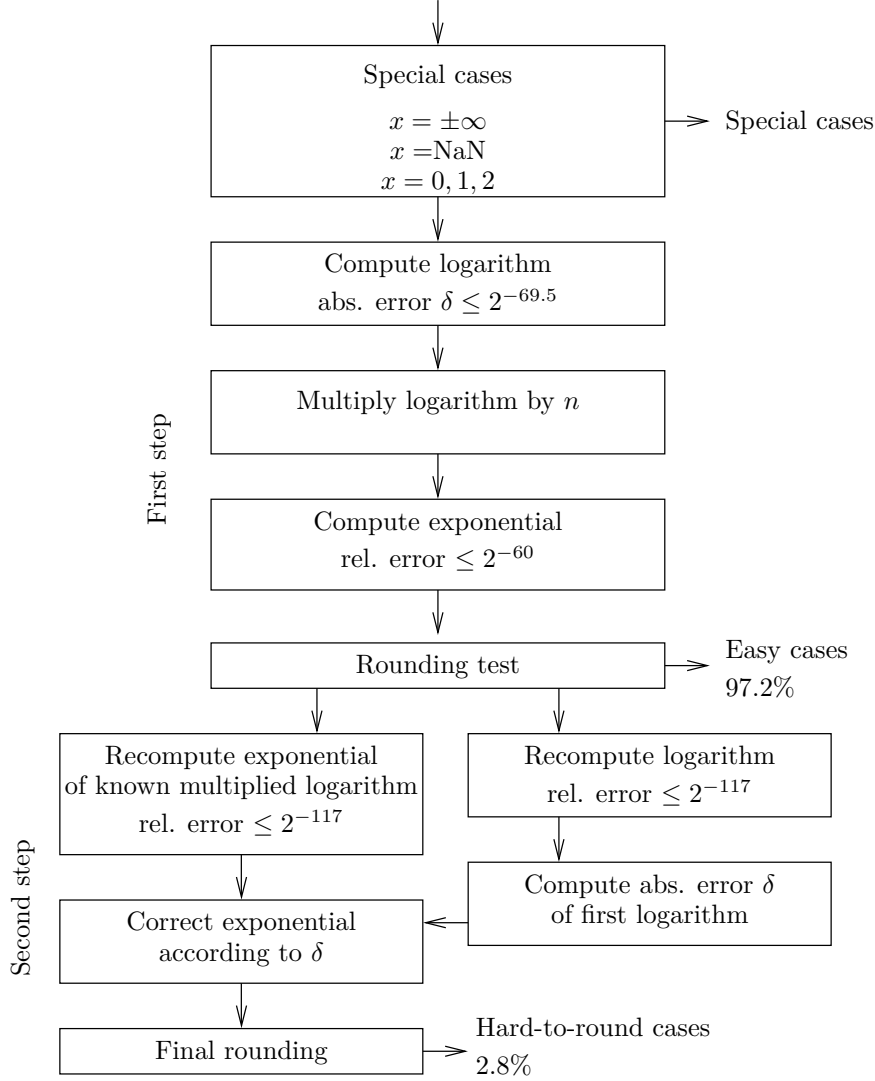 Special cases
x = ±∞
x =NaN
x = 0, 1, 2
Special cases
Compute logarithm
abs. error δ ≤ 2^{−69.5}
Multiply logarithm by n
First step
Compute exponential
rel. error ≤ 2^{−60}
Rounding test
Easy cases
97.2%
Recompute exponential
of known multiplied logarithm
rel. error ≤ 2^{−117}
Recompute logarithm
rel. error ≤ 2^{−117}
Second step
Compute abs. error δ
of first logarithm
Correct exponential
according to δ
Final rounding
Hard-to-round cases
2.8%